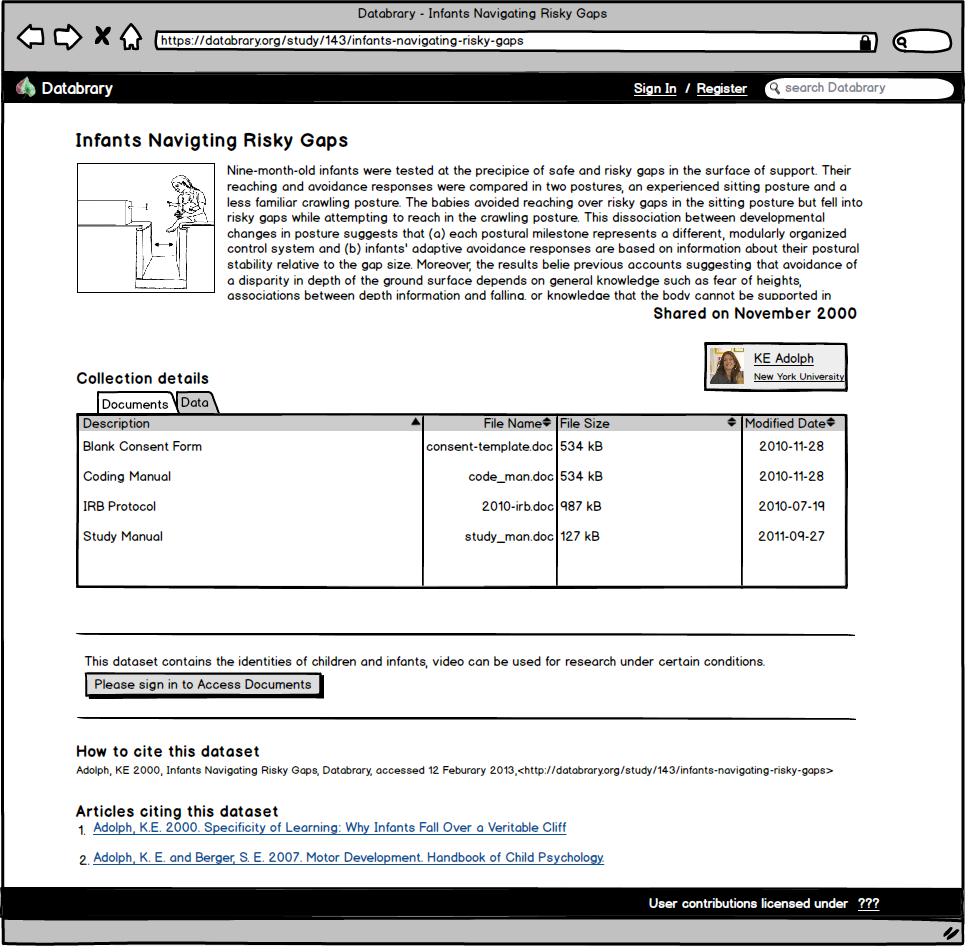 Databrary - Infants Navigating Risky Gaps
https://databrary.org/study/143/infants-navigating-risky-gaps
Databrary
Sign In / Register
search Databrary
Infants Navigting Risky Gaps
Nine-month-old infants were tested at the precipice of safe and risky gaps in the surface of support. Their
reaching and avoidance responses were compared in two postures, an experienced sitting posture and a
less familiar crawling posture. The babies avoided reaching over risky gaps in the sitting posture but fell into
risky gaps while attempting to reach in the crawling posture. This dissociation between developmental
changes in posture suggests that (a) each postural milestone represents a different, modularly organized
control system and (b) infants' adaptive avoidance responses are based on information about their postural
stability relative to the gap size. Moreover, the results belie previous accounts suggesting that avoidance of
a disparity in depth of the ground surface depends on general knowledge such as fear of heights,
associations between depth information and falling, or knowledge that the body cannot be supported in
Shared on November 2000
KE Adolph
New York University
Collection details
Documents Data
Description File Name File Size Modified Date
Blank Consent Form consent-template.doc 534 kB 2010-11-28
Coding Manual code_man.doc 534 kB 2010-11-28
IRB Protocol 2010-irb.doc 987 kB 2010-07-19
Study Manual study_man.doc 127 kB 2011-09-27
This dataset contains the identities of children and infants, video can be used for research under certain conditions.
Please sign in to Access Documents
How to cite this dataset
Adolph, KE 2000, Infants Navigating Risky Gaps, Databrary, accessed 12 Feburary 2013,<http://databrary.org/study/143/infants-navigating-risky-gaps>
Articles citing this dataset
1. Adolph, K.E. 2000. Specificity of Learning: Why Infants Fall Over a Veritable Cliff
2. Adolph, K. E. and Berger, S. E. 2007. Motor Development. Handbook of Child Psychology.
User contributions licensed under ???